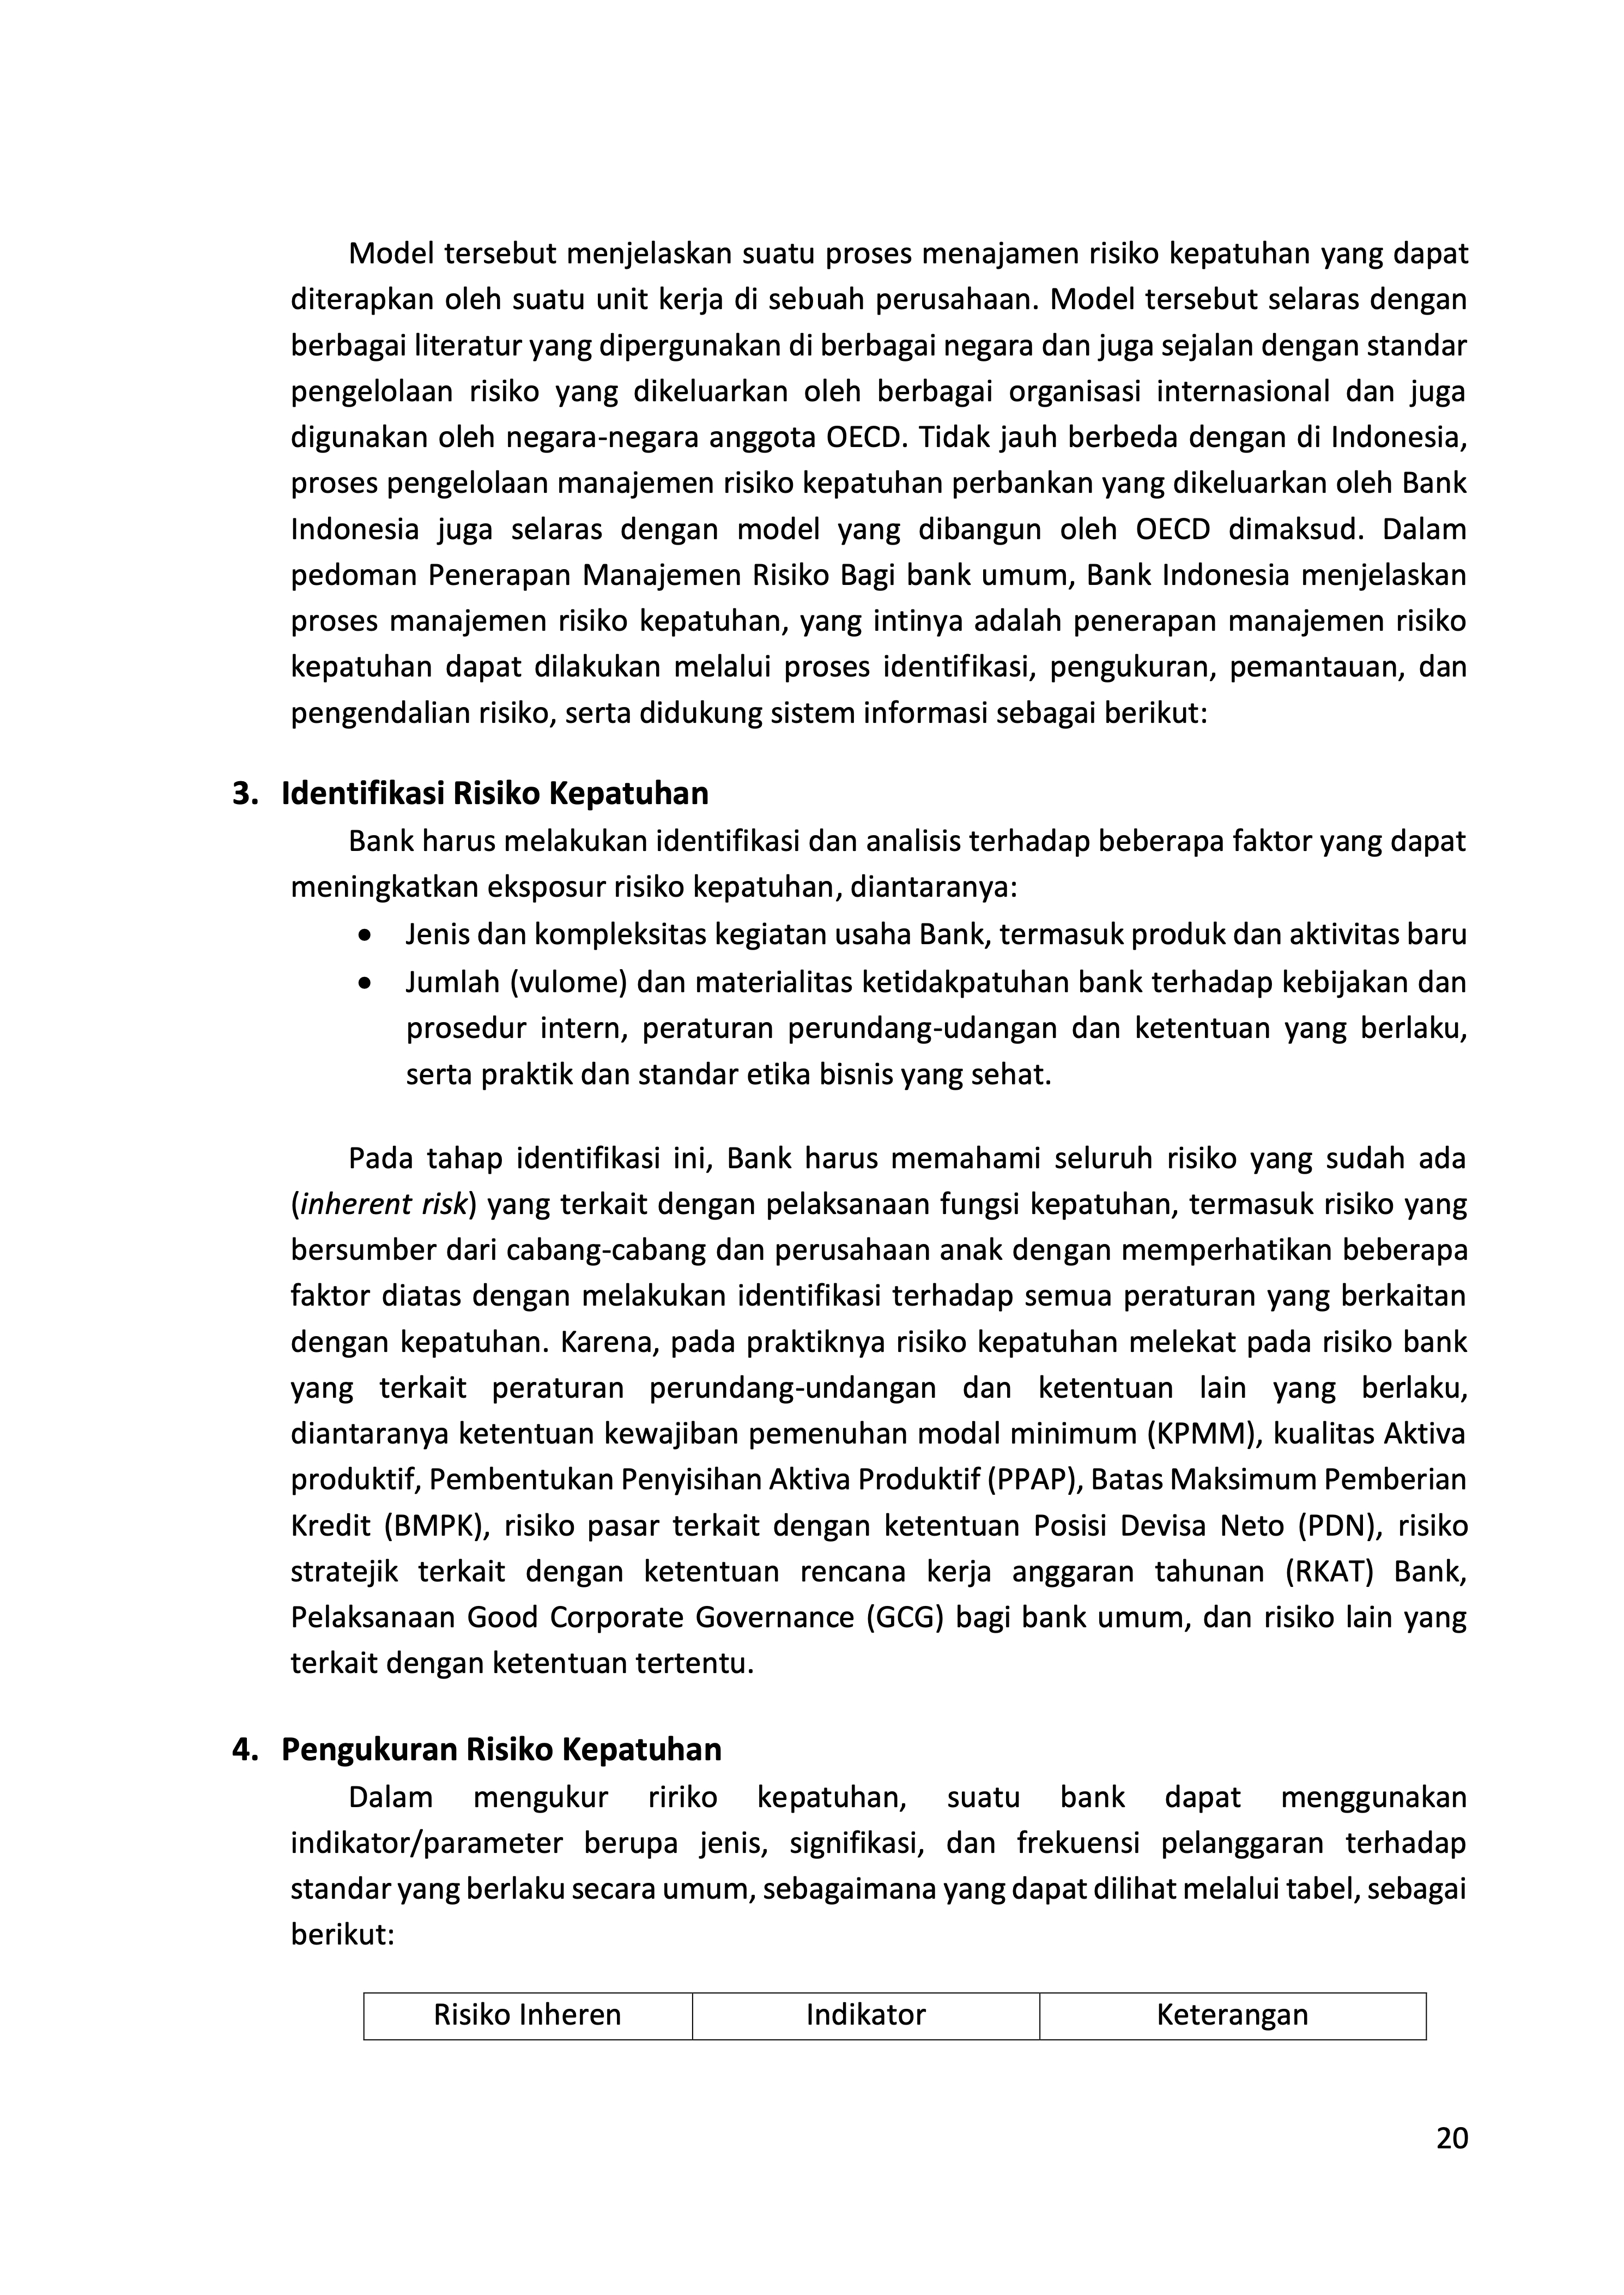 Model tersebut menjelaskan suatu proses menajamen risiko kepatuhan yang dapat
diterapkan oleh suatu unit kerja di sebuah perusahaan. Model tersebut selaras dengan
berbagai literatur yang dipergunakan di berbagai negara dan juga sejalan dengan standar
pengelolaan risiko yang dikeluarkan oleh berbagai organisasi internasional dan juga
digunakan oleh negara-negara anggota OECD. Tidak jauh berbeda dengan di Indonesia,
proses pengelolaan manajemen risiko kepatuhan perbankan yang dikeluarkan oleh Bank
Indonesia juga selaras dengan model yang dibangun oleh OECD dimaksud. Dalam
pedoman Penerapan Manajemen Risiko Bagi bank umum, Bank Indonesia menjelaskan
proses manajemen risiko kepatuhan, yang intinya adalah penerapan manajemen risiko
kepatuhan dapat dilakukan melalui proses identifikasi, pengukuran, pemantauan, dan
pengendalian risiko, serta didukung sistem informasi sebagai berikut:
3. Identifikasi Risiko Kepatuhan
Bank harus melakukan identifikasi dan analisis terhadap beberapa faktor yang dapat
meningkatkan eksposur risiko kepatuhan, diantaranya:
• Jenis dan kompleksitas kegiatan usaha Bank, termasuk produk dan aktivitas baru
• Jumlah (vulome) dan materialitas ketidakpatuhan bank terhadap kebijakan dan
prosedur intern, peraturan perundang-udangan dan ketentuan yang berlaku,
serta praktik dan standar etika bisnis yang sehat.
Pada tahap identifikasi ini, Bank harus memahami seluruh risiko yang sudah ada
(inherent risk) yang terkait dengan pelaksanaan fungsi kepatuhan, termasuk risiko yang
bersumber dari cabang-cabang dan perusahaan anak dengan memperhatikan beberapa
faktor diatas dengan melakukan identifikasi terhadap semua peraturan yang berkaitan
dengan kepatuhan. Karena, pada praktiknya risiko kepatuhan melekat pada risiko bank
yang terkait peraturan perundang-undangan dan ketentuan lain yang berlaku,
diantaranya ketentuan kewajiban pemenuhan modal minimum (KPMM), kualitas Aktiva
produktif, Pembentukan Penyisihan Aktiva Produktif (PPAP), Batas Maksimum Pemberian
Kredit (BMPK), risiko pasar terkait dengan ketentuan Posisi Devisa Neto (PDN), risiko
stratejik terkait dengan ketentuan rencana kerja anggaran tahunan (RKAT) Bank,
Pelaksanaan Good Corporate Governance (GCG) bagi bank umum, dan risiko lain yang
terkait dengan ketentuan tertentu.
4. Pengukuran Risiko Kepatuhan
Dalam mengukur ririko kepatuhan, suatu bank dapat menggunakan
indikator/parameter berupa jenis, signifikasi, dan frekuensi pelanggaran terhadap
standar yang berlaku secara umum, sebagaimana yang dapat dilihat melalui tabel, sebagai
berikut:
Risiko Inheren Indikator Keterangan
20